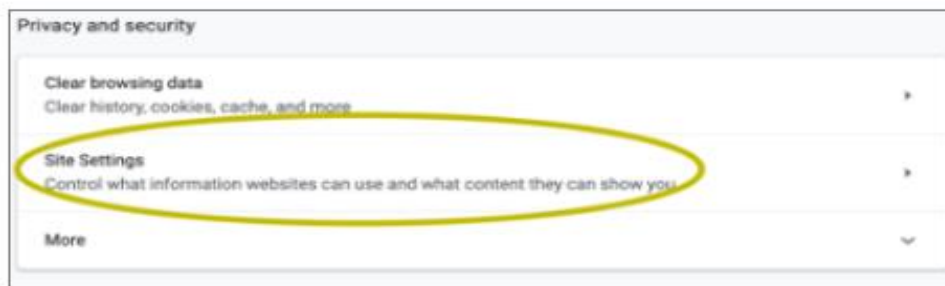 Privacy and security
Clear browsing data
Clear history, cookies, cache, and more
Site Settings
Control what information websites can use and what content they can show you
More